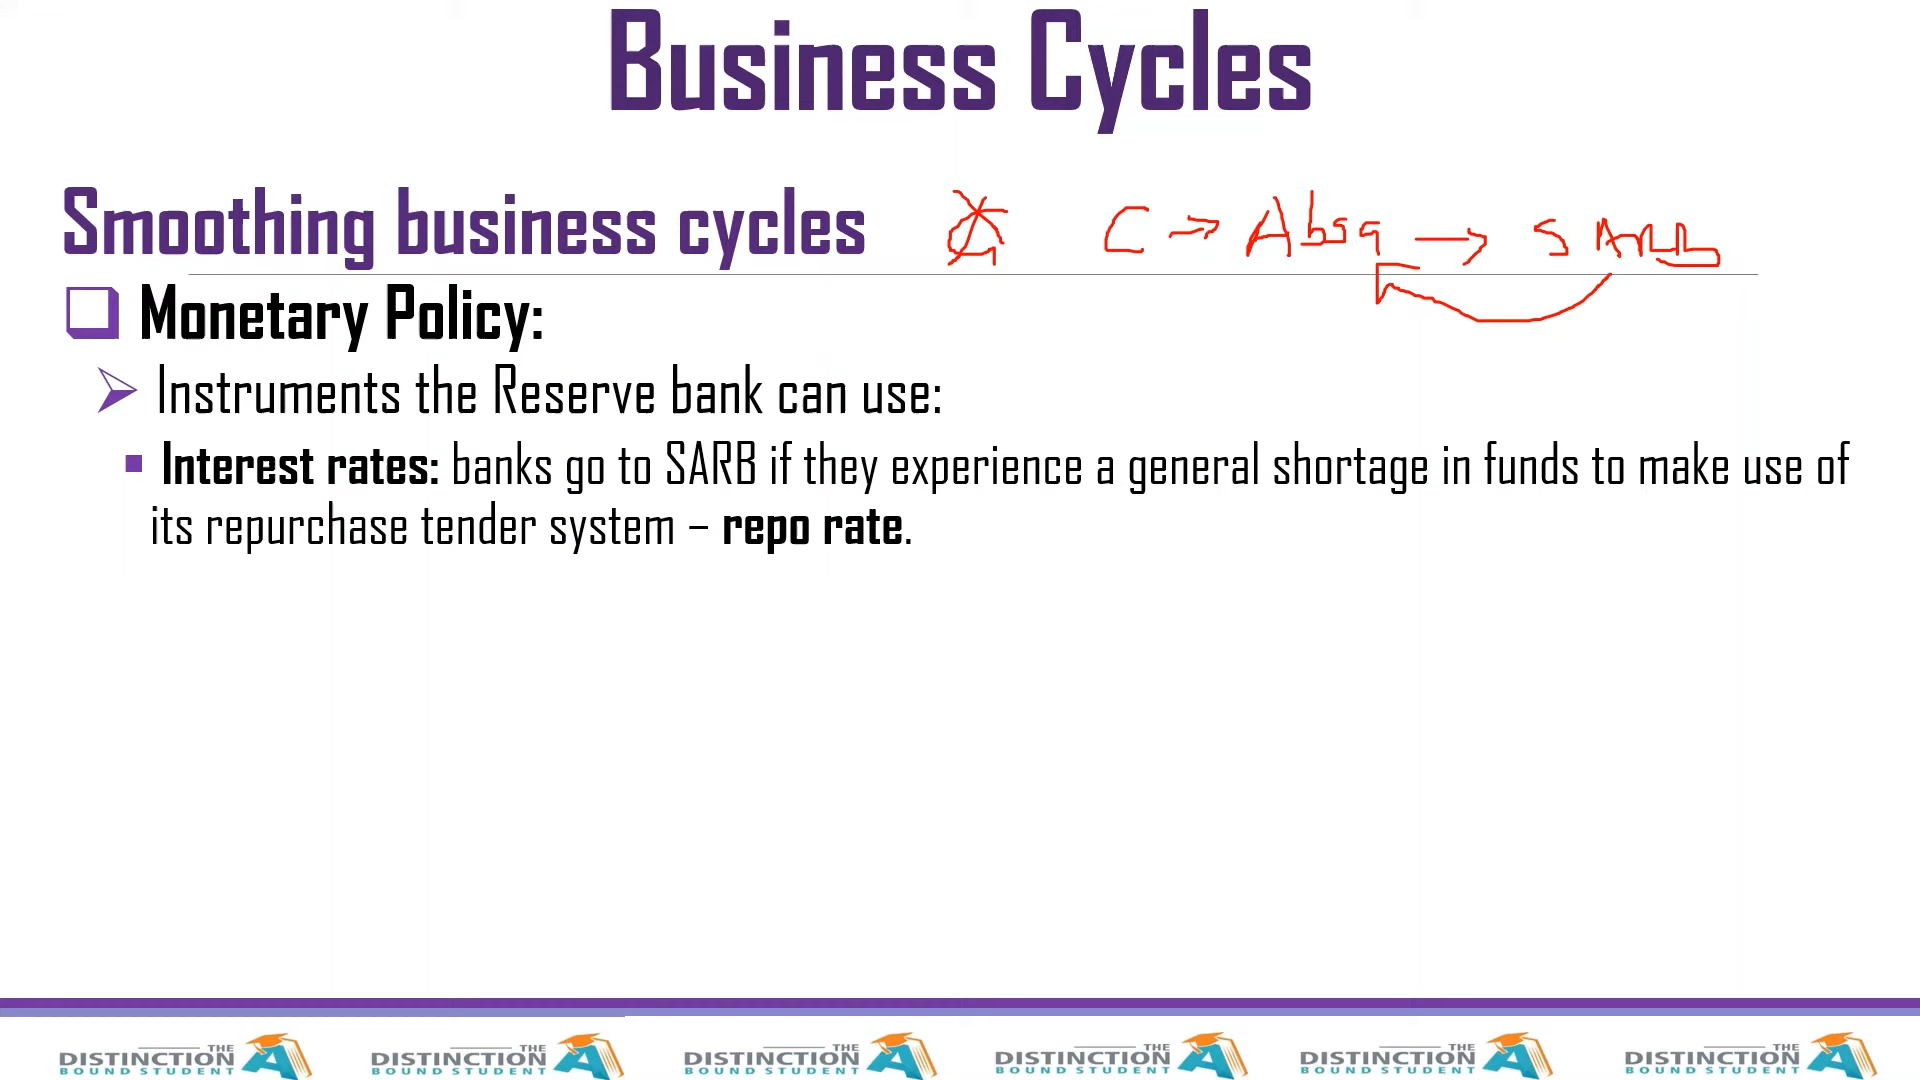 Business Cycles
Smoothing business cycles
C → Absa → SARB
❑ Monetary Policy:
➢ Instruments the Reserve bank can use:
▪ Interest rates: banks go to SARB if they experience a general shortage in funds to make use of
its repurchase tender system – repo rate.
THE DISTINCTION BOUND STUDENT
THE DISTINCTION BOUND STUDENT
THE DISTINCTION BOUND STUDENT
THE DISTINCTION BOUND STUDENT
THE DISTINCTION BOUND STUDENT
THE DISTINCTION BOUND STUDENT